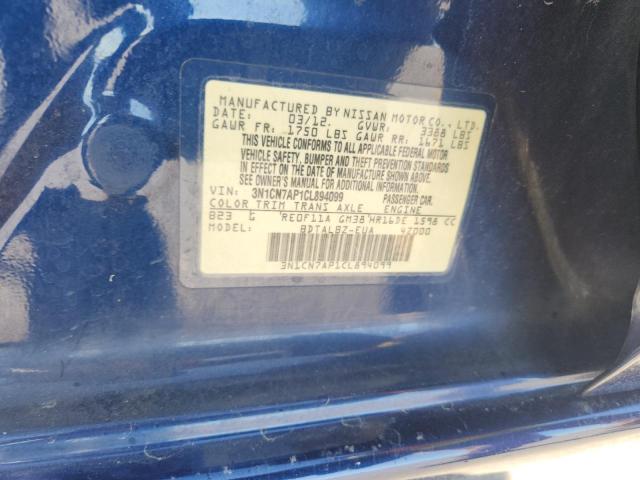 MANUFACTURED BY NISSAN MOTOR CO., LTD.
DATE: 03/12. GVWR: 3388 LBS
GAWR FR: 1750 LBS GAWR RR: 1671 LBS
THIS VEHICLE CONFORMS TO ALL APPLICABLE FEDERAL MOTOR
VEHICLE SAFETY, BUMPER AND THEFT PREVENTION STANDARDS
IN EFFECT ON THE DATE OF MANUFACTURE SHOWN ABOVE.
SEE OWNER'S MANUAL FOR ADDITIONAL INFORMATION.
VIN: 3N1CN7AP1CL894099 PASSENGER CAR.
COLOR TRIM TRANS AXLE ENGINE
B23 G RE0F11A GM38 HR16DE 1598 CC
MODEL: BDTALBZ-EUA 4Z000
3N1CN7AP1CL894099